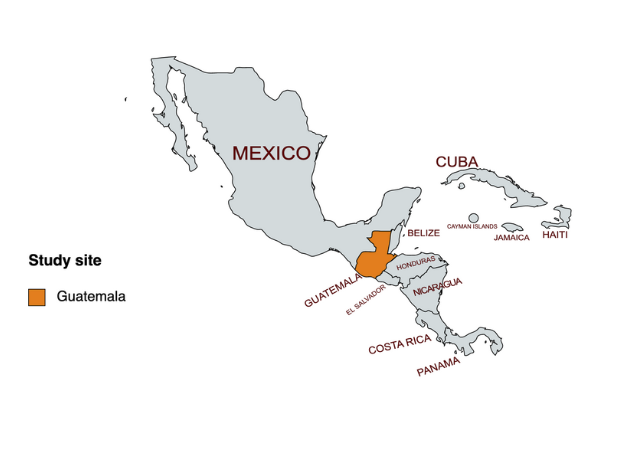 MEXICO
CUBA
CAYMAN ISLANDS
JAMAICA
HAITI
BELIZE
HONDURAS
GUATEMALA
EL SALVADOR
NICARAGUA
COSTA RICA
PANAMA
Study site
Guatemala